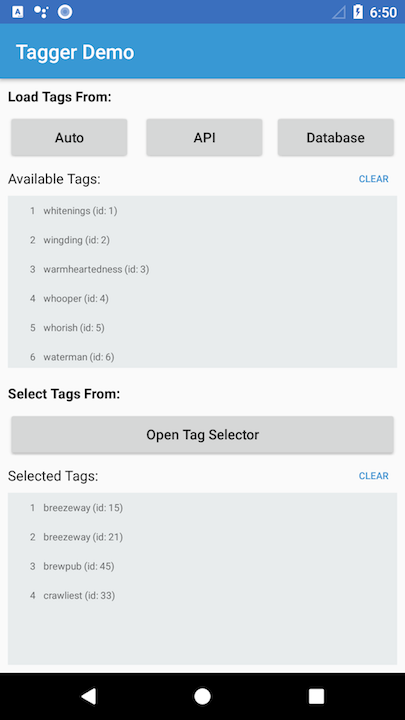 6:50
Tagger Demo
Load Tags From:
Auto API Database
Available Tags: CLEAR
1 whitenings (id: 1)
2 wingding (id: 2)
3 warmheartedness (id: 3)
4 whooper (id: 4)
5 whorish (id: 5)
6 waterman (id: 6)
Select Tags From:
Open Tag Selector
Selected Tags: CLEAR
1 breezeway (id: 15)
2 breezeway (id: 21)
3 brewpub (id: 45)
4 crawliest (id: 33)